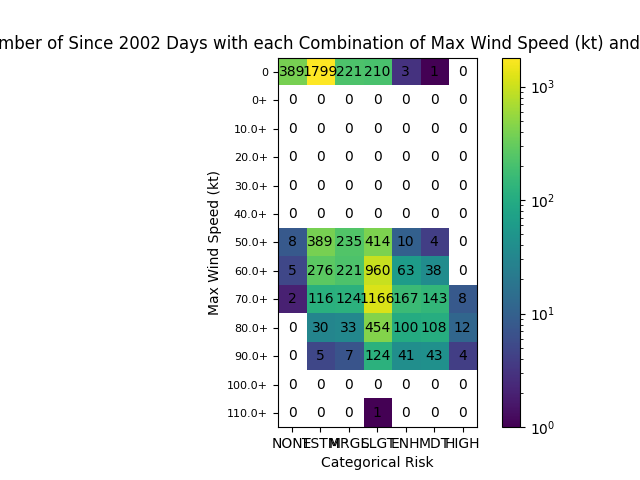 mber of Since 2002 Days with each Combination of Max Wind Speed (kt) and
0 389 1799 221 210 3 1 0
0+ 0 0 0 0 0 0 0
10.0+ 0 0 0 0 0 0 0
20.0+ 0 0 0 0 0 0 0
30.0+ 0 0 0 0 0 0 0
40.0+ 0 0 0 0 0 0 0
50.0+ 8 389 235 414 10 4 0
60.0+ 5 276 221 960 63 38 0
70.0+ 2 116 124 1166 167 143 8
80.0+ 0 30 33 454 100 108 12
90.0+ 0 5 7 124 41 43 4
100.0+ 0 0 0 0 0 0 0
110.0+ 0 0 0 1 0 0 0
NONE TSTM MRGL SLGT ENH MDT HIGH
Categorical Risk
Max Wind Speed (kt)
10³
10²
10¹
10⁰